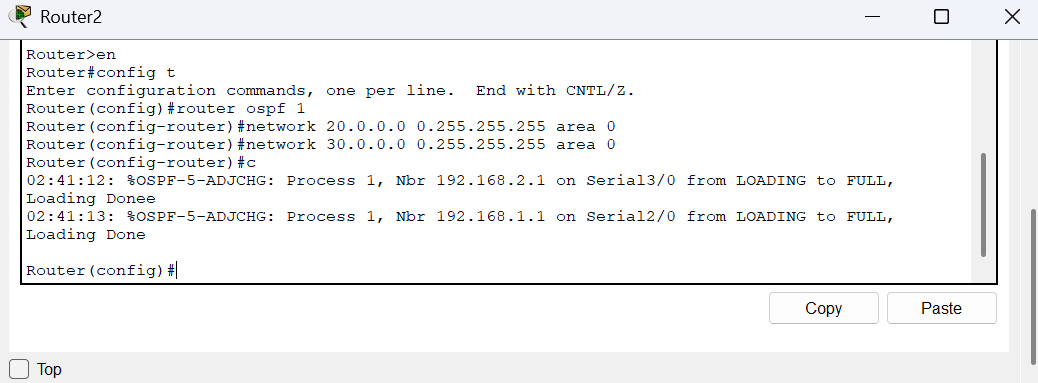 Router2
Router>en
Router#config t
Enter configuration commands, one per line.  End with CNTL/Z.
Router(config)#router ospf 1
Router(config-router)#network 20.0.0.0 0.255.255.255 area 0
Router(config-router)#network 30.0.0.0 0.255.255.255 area 0
Router(config-router)#c
02:41:12: %OSPF-5-ADJCHG: Process 1, Nbr 192.168.2.1 on Serial3/0 from LOADING to FULL,
Loading Donee
02:41:13: %OSPF-5-ADJCHG: Process 1, Nbr 192.168.1.1 on Serial2/0 from LOADING to FULL,
Loading Done
Router(config)#
Copy Paste
Top